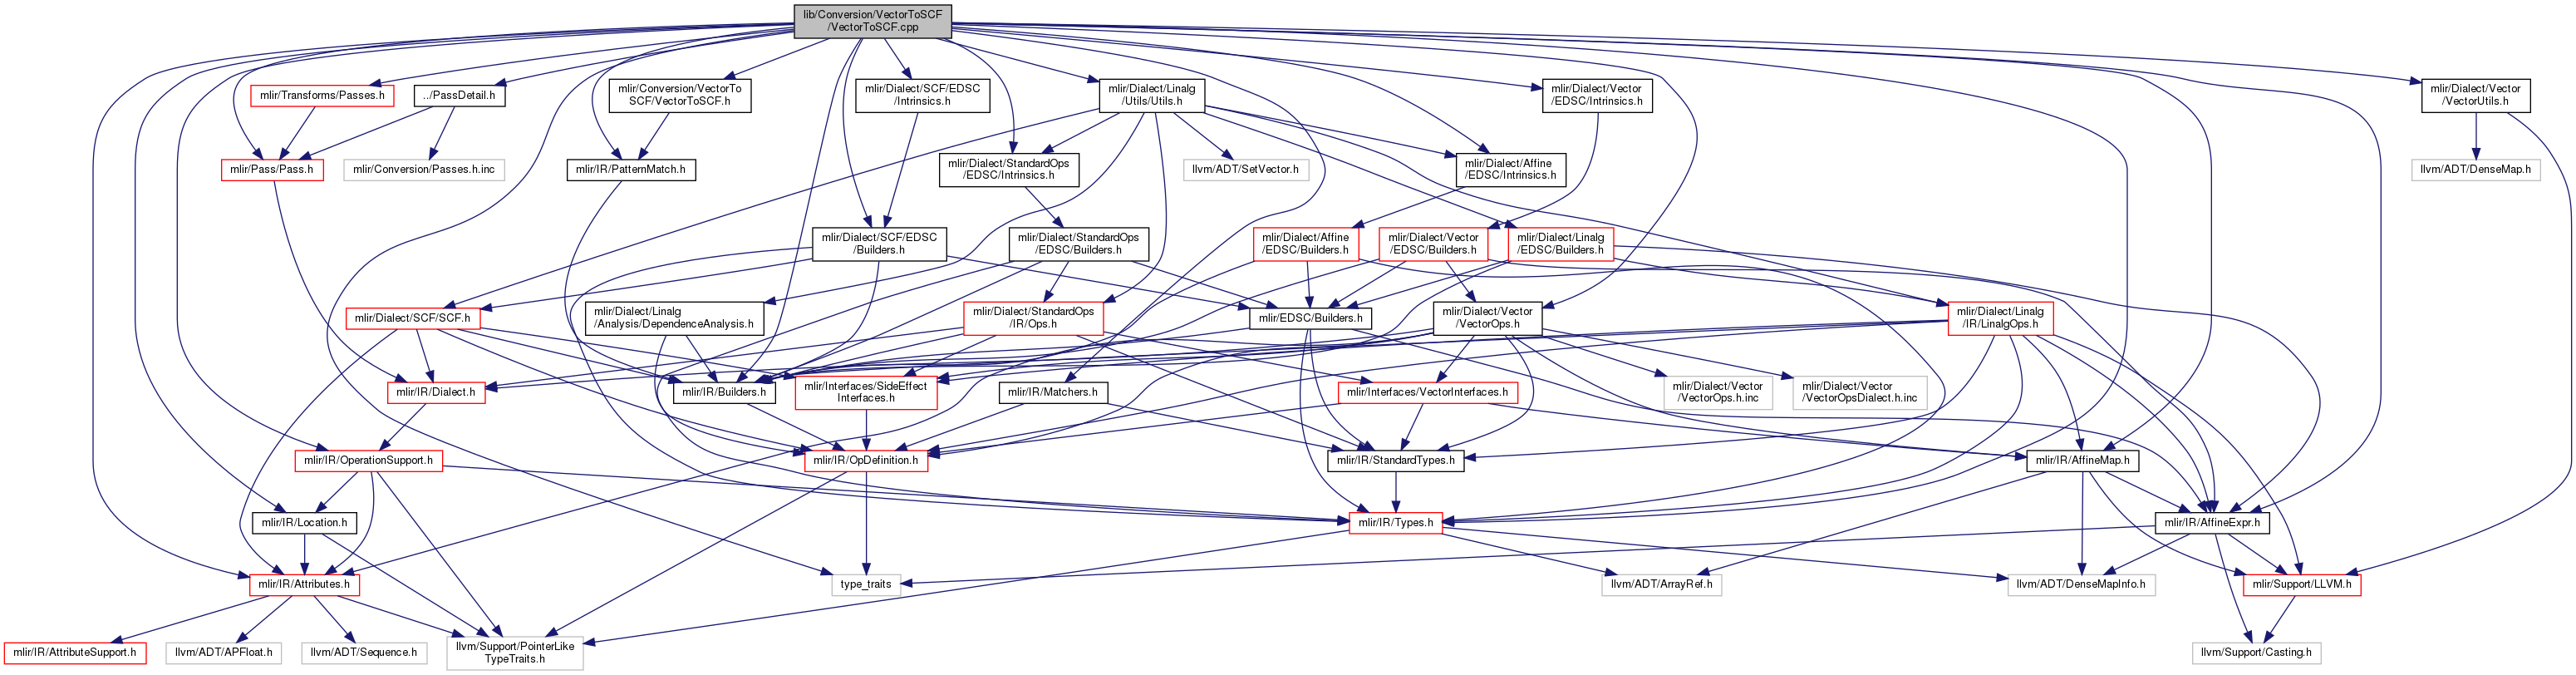 lib/Conversion/VectorToSCF
/VectorToSCF.cpp
mlir/Transforms/Passes.h
../PassDetail.h
mlir/Conversion/VectorTo
SCF/VectorToSCF.h
mlir/Dialect/SCF/EDSC
/Intrinsics.h
mlir/Dialect/Linalg
/Utils/Utils.h
mlir/Dialect/Vector
/EDSC/Intrinsics.h
mlir/Dialect/Vector
/VectorUtils.h
mlir/Pass/Pass.h
mlir/Conversion/Passes.h.inc
mlir/IR/PatternMatch.h
mlir/Dialect/StandardOps
/EDSC/Intrinsics.h
llvm/ADT/SetVector.h
mlir/Dialect/Affine
/EDSC/Intrinsics.h
llvm/ADT/DenseMap.h
mlir/Dialect/SCF/EDSC
/Builders.h
mlir/Dialect/StandardOps
/EDSC/Builders.h
mlir/Dialect/Affine
/EDSC/Builders.h
mlir/Dialect/Vector
/EDSC/Builders.h
mlir/Dialect/Linalg
/EDSC/Builders.h
mlir/Dialect/SCF/SCF.h
mlir/Dialect/Linalg
/Analysis/DependenceAnalysis.h
mlir/Dialect/StandardOps
/IR/Ops.h
mlir/EDSC/Builders.h
mlir/Dialect/Vector
/VectorOps.h
mlir/Dialect/Linalg
/IR/LinalgOps.h
mlir/IR/Dialect.h
mlir/IR/Builders.h
mlir/Interfaces/SideEffect
Interfaces.h
mlir/IR/Matchers.h
mlir/Interfaces/VectorInterfaces.h
mlir/Dialect/Vector
/VectorOps.h.inc
mlir/Dialect/Vector
/VectorOpsDialect.h.inc
mlir/IR/OperationSupport.h
mlir/IR/OpDefinition.h
mlir/IR/StandardTypes.h
mlir/IR/AffineMap.h
mlir/IR/Location.h
mlir/IR/Types.h
mlir/IR/AffineExpr.h
mlir/IR/Attributes.h
type_traits
llvm/ADT/ArrayRef.h
llvm/ADT/DenseMapInfo.h
mlir/Support/LLVM.h
mlir/IR/AttributeSupport.h
llvm/ADT/APFloat.h
llvm/ADT/Sequence.h
llvm/Support/PointerLike
TypeTraits.h
llvm/Support/Casting.h